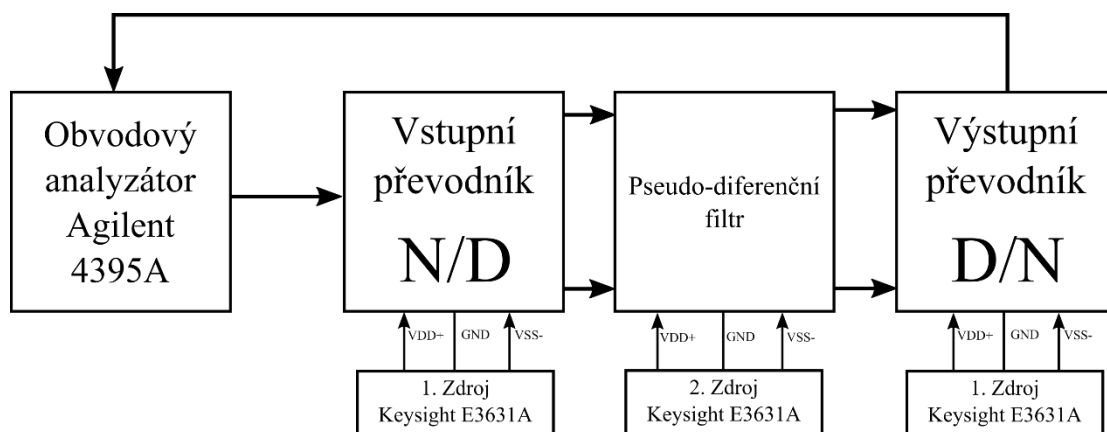 Obvodový
analyzátor
Agilent
4395A
Vstupní
převodník
N/D
Pseudo-diferenční
filtr
Výstupní
převodník
D/N
VDD+ GND VSS-
VDD+ GND VSS-
VDD+ GND VSS-
1. Zdroj
Keysight E3631A
2. Zdroj
Keysight E3631A
1. Zdroj
Keysight E3631A